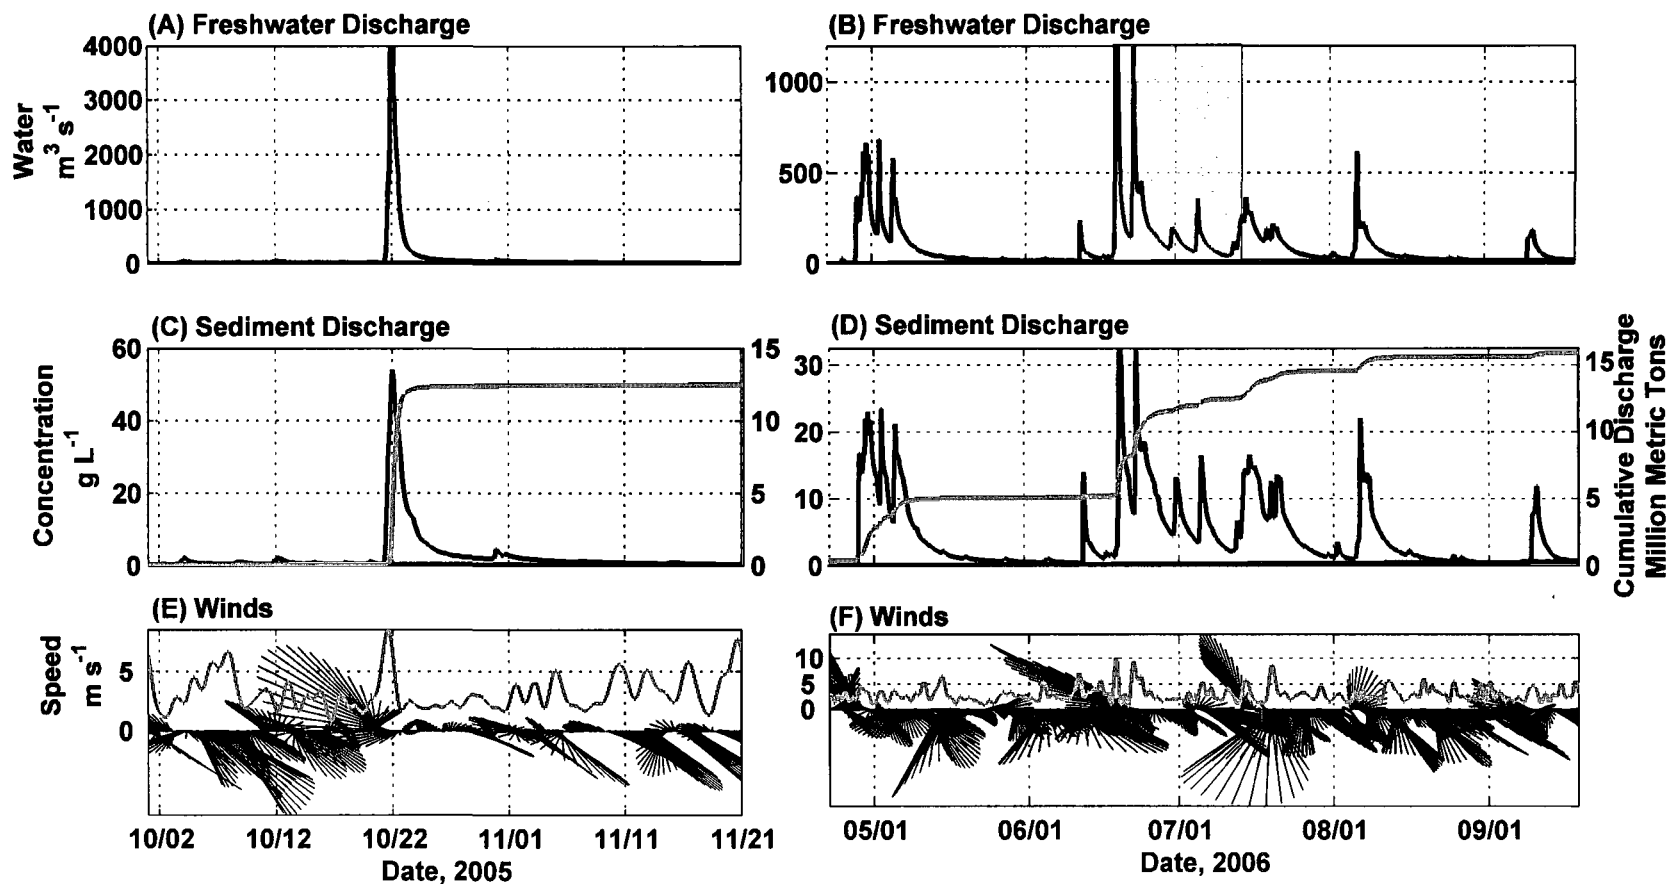 (A) Freshwater Discharge
(B) Freshwater Discharge
Water
m³ s⁻¹
4000
3000
2000
1000
0
1000
500
0
(C) Sediment Discharge
(D) Sediment Discharge
Concentration
g L⁻¹
60
40
20
0
15
10
5
0
30
20
10
0
15
10
5
0
Cumulative Discharge
Million Metric Tons
(E) Winds
(F) Winds
Speed
m s⁻¹
5
0
10
5
0
10/02 10/12 10/22 11/01 11/11 11/21
Date, 2005
05/01 06/01 07/01 08/01 09/01
Date, 2006